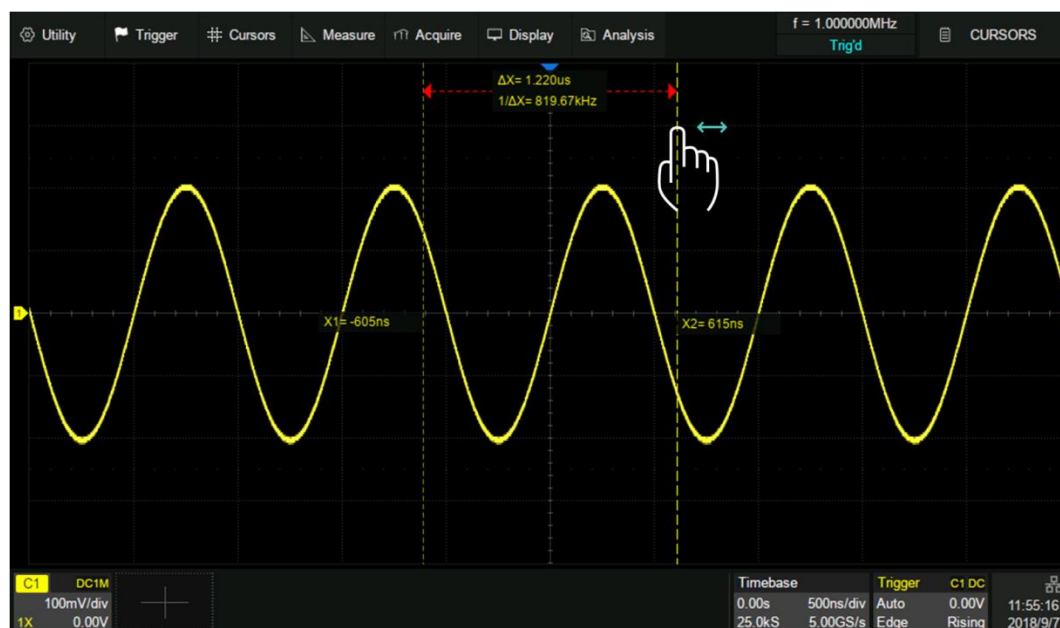 Utility Trigger Cursors Measure Acquire Display Analysis f = 1.000000MHz CURSORS
Trig'd
ΔX= 1.220us
1/ΔX= 819.67kHz
1
X1= -605ns X2= 615ns
C1 DC1M Timebase Trigger C1 DC
100mV/div 0.00s 500ns/div Auto 0.00V 11:55:16
1X 0.00V 25.0kS 5.00GS/s Edge Rising 2018/9/7